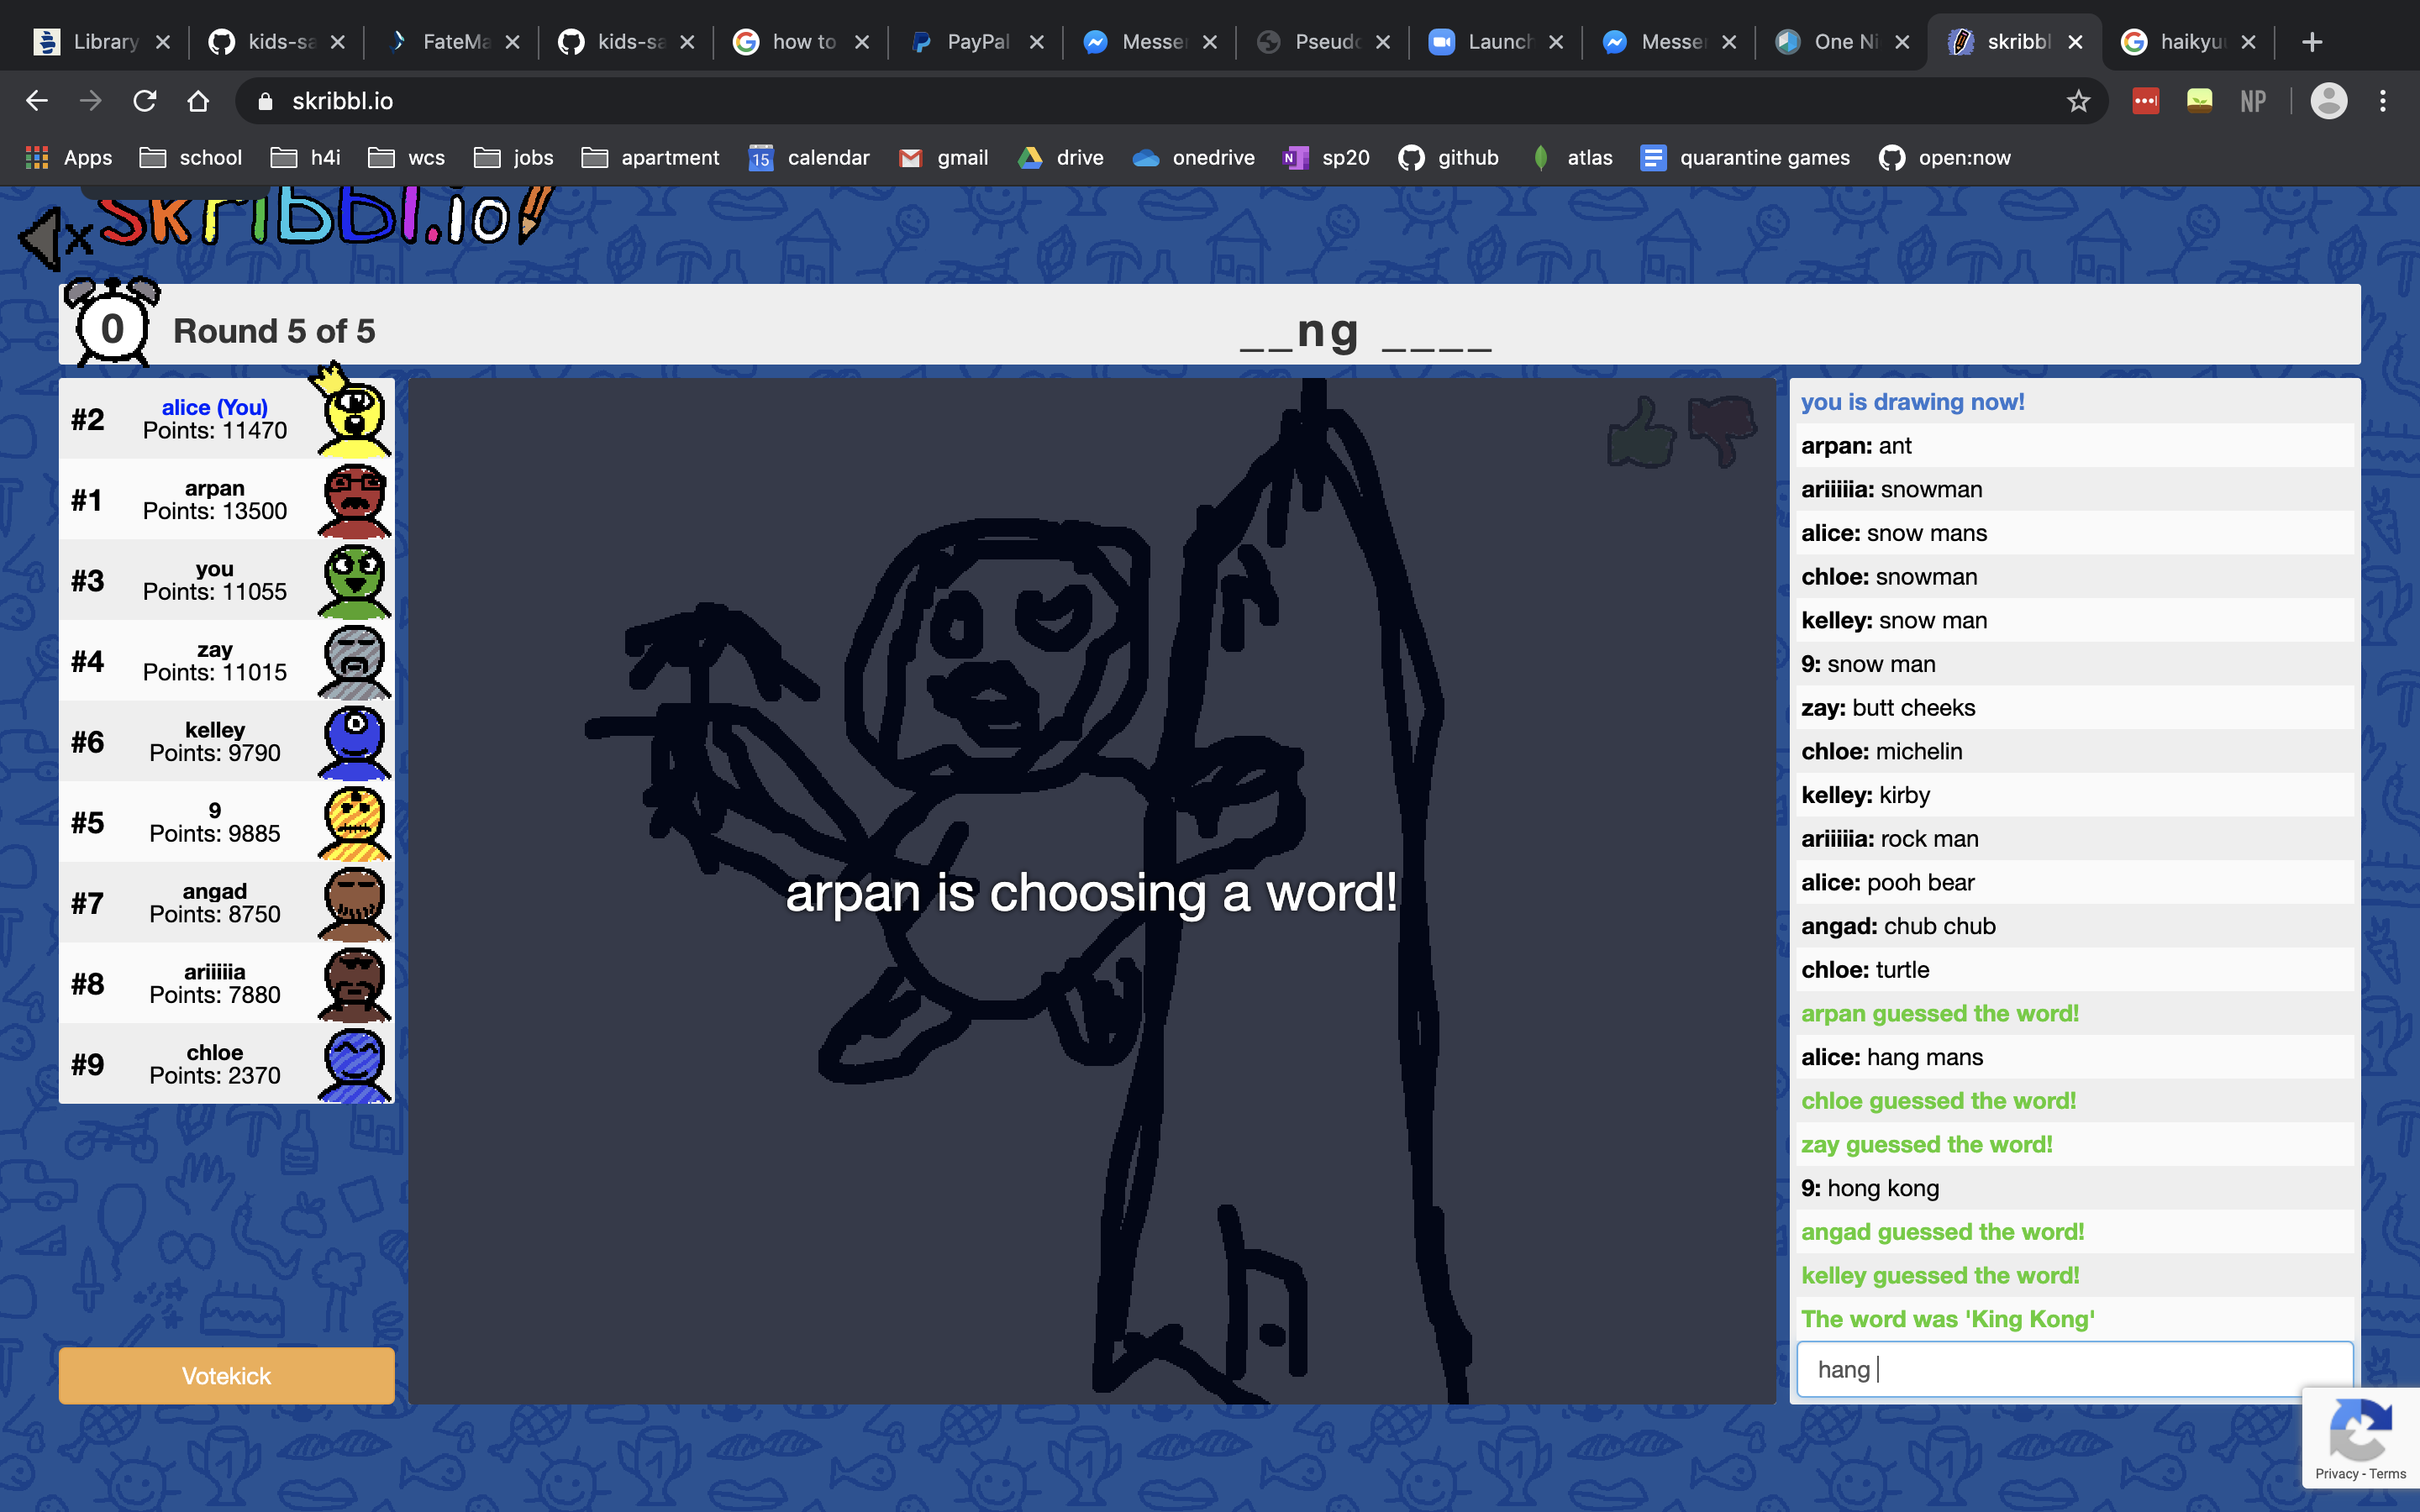 Library
kids-sa
FateMa
kids-sa
how to
PayPal
Messen
Pseudo
Launch
Messen
One Ni
skribbl
haikyu
skribbl.io
NP
Apps
school
h4i
wcs
jobs
apartment
15
calendar
gmail
drive
onedrive
N
sp20
github
atlas
quarantine games
open:now
skribbl.io
0
Round 5 of 5
__ng ____
#2
alice (You)
Points: 11470
#1
arpan
Points: 13500
#3
you
Points: 11055
#4
zay
Points: 11015
#6
kelley
Points: 9790
#5
9
Points: 9885
#7
angad
Points: 8750
#8
ariiiiia
Points: 7880
#9
chloe
Points: 2370
Votekick
arpan is choosing a word!
you is drawing now!
arpan: ant
ariiiiia: snowman
alice: snow mans
chloe: snowman
kelley: snow man
9: snow man
zay: butt cheeks
chloe: michelin
kelley: kirby
ariiiiia: rock man
alice: pooh bear
angad: chub chub
chloe: turtle
arpan guessed the word!
alice: hang mans
chloe guessed the word!
zay guessed the word!
9: hong kong
angad guessed the word!
kelley guessed the word!
The word was 'King Kong'
hang
Privacy - Terms